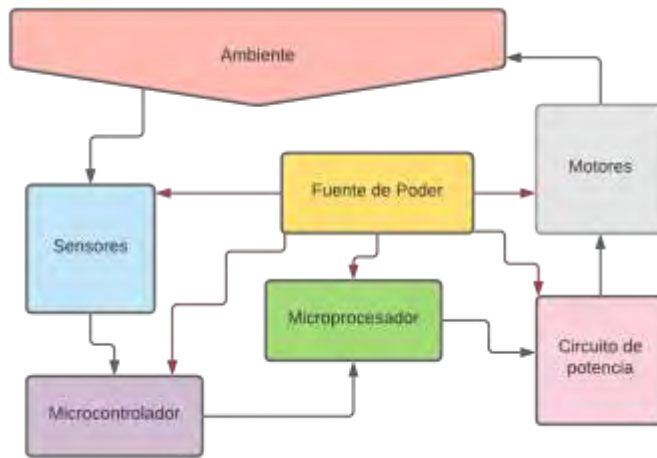 Ambiente
Motores
Fuente de Poder
Sensores
Microprocesador
Circuito de
potencia
Microcontrolador